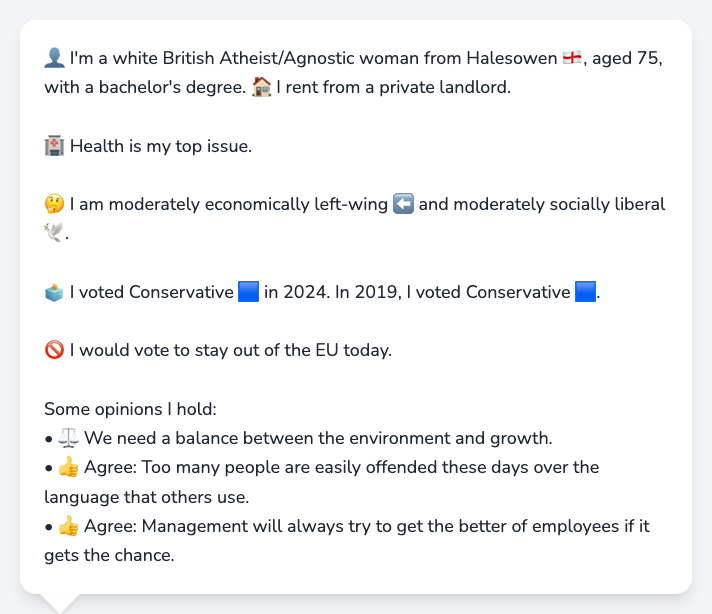 👤 I'm a white British Atheist/Agnostic woman from Halesowen 🏴󠁧󠁢󠁥󠁮󠁧󠁿, aged 75,
with a bachelor's degree. 🏠 I rent from a private landlord.
🏥 Health is my top issue.
🤔 I am moderately economically left-wing ⬅️ and moderately socially liberal
🕊️.
🗳️ I voted Conservative 🟦 in 2024. In 2019, I voted Conservative 🟦.
🚫 I would vote to stay out of the EU today.
Some opinions I hold:
• ⚖️ We need a balance between the environment and growth.
• 👍 Agree: Too many people are easily offended these days over the
language that others use.
• 👍 Agree: Management will always try to get the better of employees if it
gets the chance.